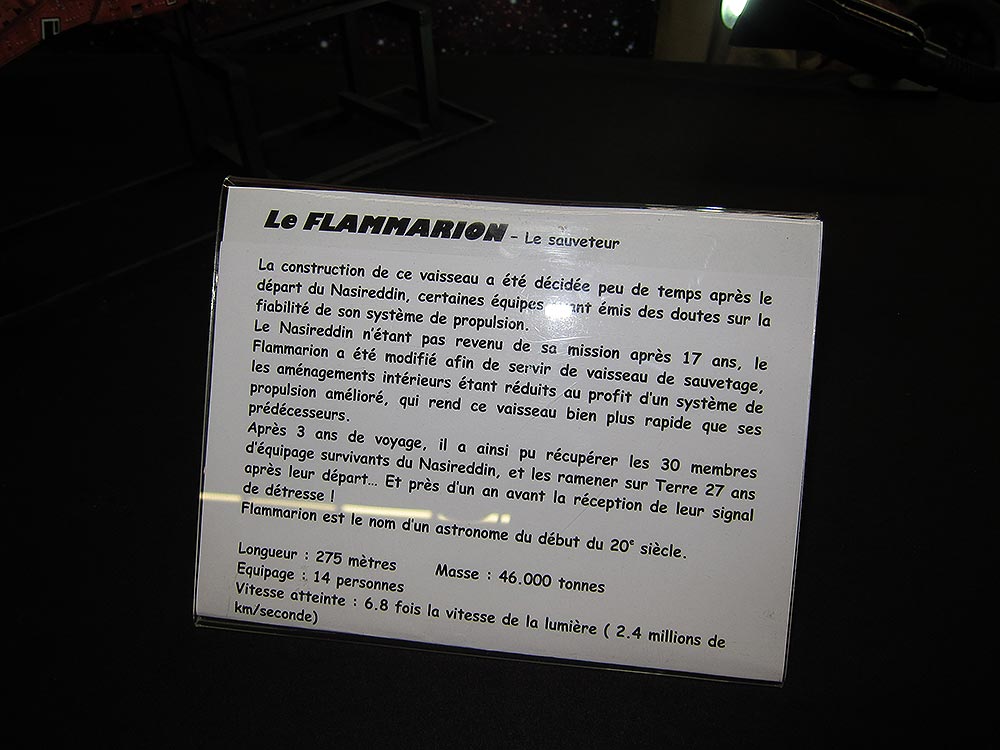 Le FLAMMARION – Le sauveteur
La construction de ce vaisseau a été décidée peu de temps après le
départ du Nasireddin, certaines équipes ayant émis des doutes sur la
fiabilité de son système de propulsion.
Le Nasireddin n'étant pas revenu de sa mission après 17 ans, le
Flammarion a été modifié afin de servir de vaisseau de sauvetage,
les aménagements intérieurs étant réduits au profit d'un système de
propulsion amélioré, qui rend ce vaisseau bien plus rapide que ses
prédécesseurs.
Après 3 ans de voyage, il a ainsi pu récupérer les 30 membres
d'équipage survivants du Nasireddin, et les ramener sur Terre 27 ans
après leur départ... Et près d'un an avant la réception de leur signal
de détresse !
Flammarion est le nom d'un astronome du début du 20e siècle.
Longueur : 275 mètres Masse : 46.000 tonnes
Equipage : 14 personnes
Vitesse atteinte : 6.8 fois la vitesse de la lumière ( 2.4 millions de
km/seconde)